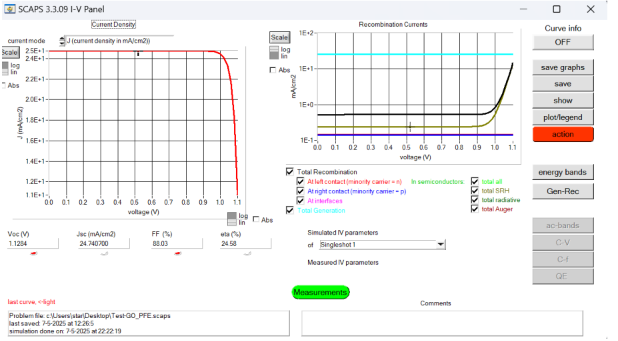 SCAPS 3.3.09 I-V Panel
Current Density
current mode
J (current density in mA/cm2))
Scale
log
lin
Abs
2.5E+1
2.4E+1
2.2E+1
2.0E+1
1.8E+1
1.6E+1
1.4E+1
1.2E+1
1.1E+1
J (mA/cm2)
0.0 0.1 0.2 0.3 0.4 0.5 0.6 0.7 0.8 0.9 1.0 1.1
voltage (V)
log
lin
Abs
Voc (V) Jsc (mA/cm2) FF (%) eta (%)
1.1284 24.740700 88.03 24.58
Recombination Currents
Scale
log
lin
Abs
1E+2
1E+1
1E+0
1E-1
mA/cm2
0.0 0.1 0.2 0.3 0.4 0.5 0.6 0.7 0.8 0.9 1.0 1.1
voltage (V)
Total Recombination
At left contact (minority carrier = n) In semiconductors: total all
At right contact (minority carrier = p) total SRH
At interfaces total radiative
Total Generation total Auger
Simulated IV parameters
of Singleshot 1
Measured IV parameters
Measurements
Curve info
OFF
save graphs
save
show
plot/legend
action
energy bands
Gen-Rec
ac-bands
C-V
C-f
QE
last curve, <-light
Problem file: c:\Users\star\Desktop\Test-GO_PFE.scaps
last saved: 7-5-2025 at 12:26:5
simulation done on: 7-5-2025 at 22:22:19
Comments